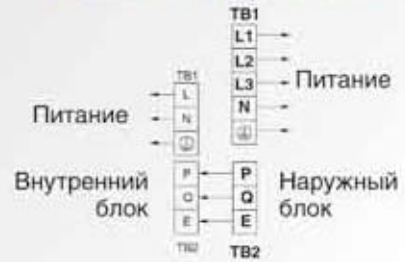 TB1
L1
L2
L3
N
Питание
TB1
L
N
Питание
P
Q
E
TB2
Внутренний
блок
P
Q
E
TB2
Наружный
блок